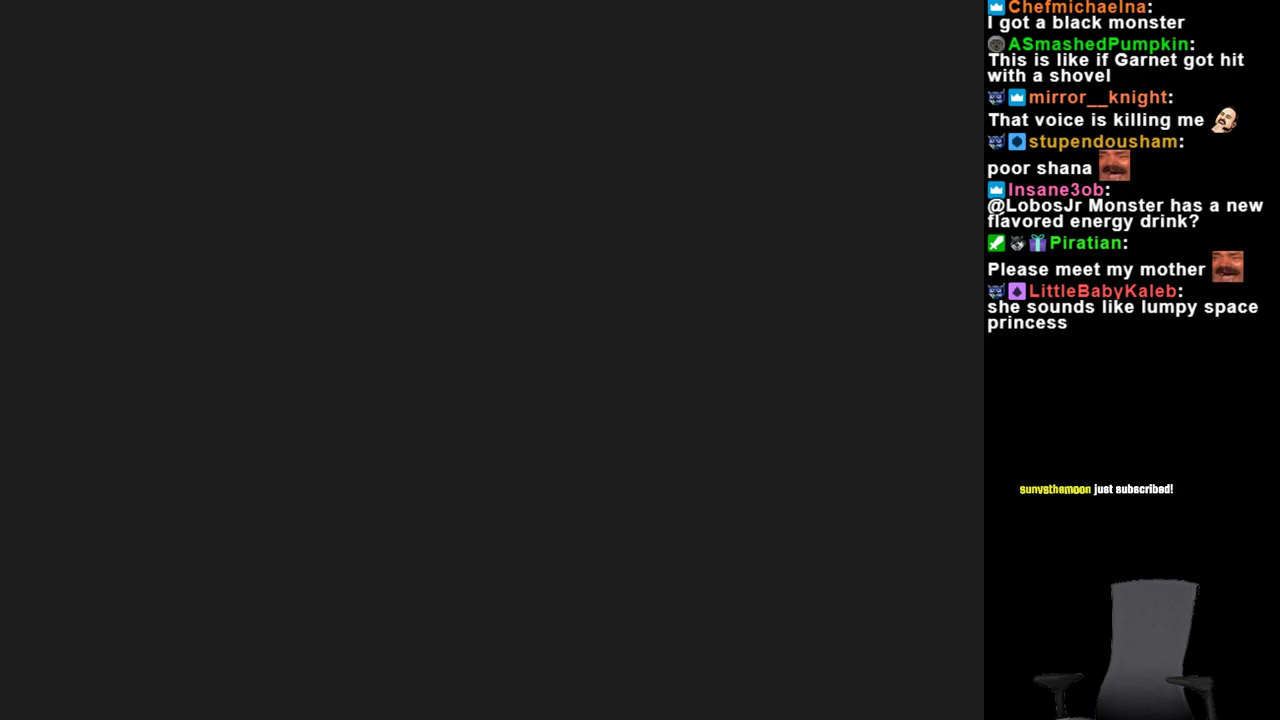 Chefmichaelna:
I got a black monster
ASmashedPumpkin:
This is like if Garnet got hit
with a shovel
mirror__knight:
That voice is killing me
stupendousham:
poor shana
Insane3ob:
@LobosJr Monster has a new
flavored energy drink?
Piratian:
Please meet my mother
LittleBabyKaleb:
she sounds like lumpy space
princess
sunvsthemoon just subscribed!